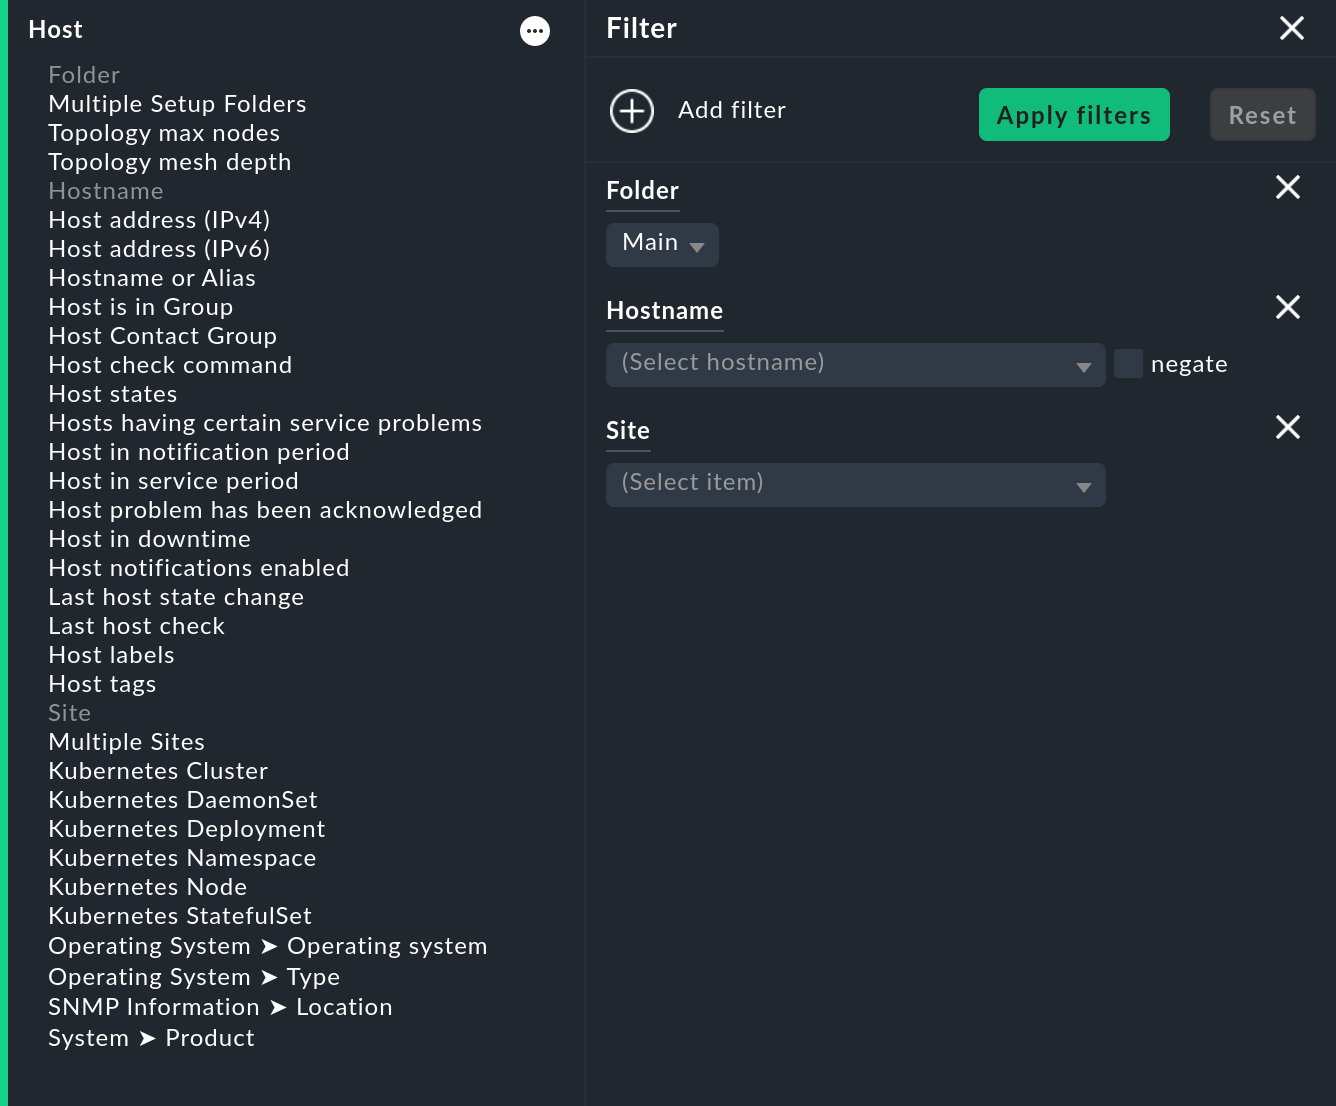 Host
Folder
Multiple Setup Folders
Topology max nodes
Topology mesh depth
Hostname
Host address (IPv4)
Host address (IPv6)
Hostname or Alias
Host is in Group
Host Contact Group
Host check command
Host states
Hosts having certain service problems
Host in notification period
Host in service period
Host problem has been acknowledged
Host in downtime
Host notifications enabled
Last host state change
Last host check
Host labels
Host tags
Site
Multiple Sites
Kubernetes Cluster
Kubernetes DaemonSet
Kubernetes Deployment
Kubernetes Namespace
Kubernetes Node
Kubernetes StatefulSet
Operating System ➤ Operating system
Operating System ➤ Type
SNMP Information ➤ Location
System ➤ Product
Filter
Add filter
Apply filters
Reset
Folder
Main
Hostname
(Select hostname)
negate
Site
(Select item)